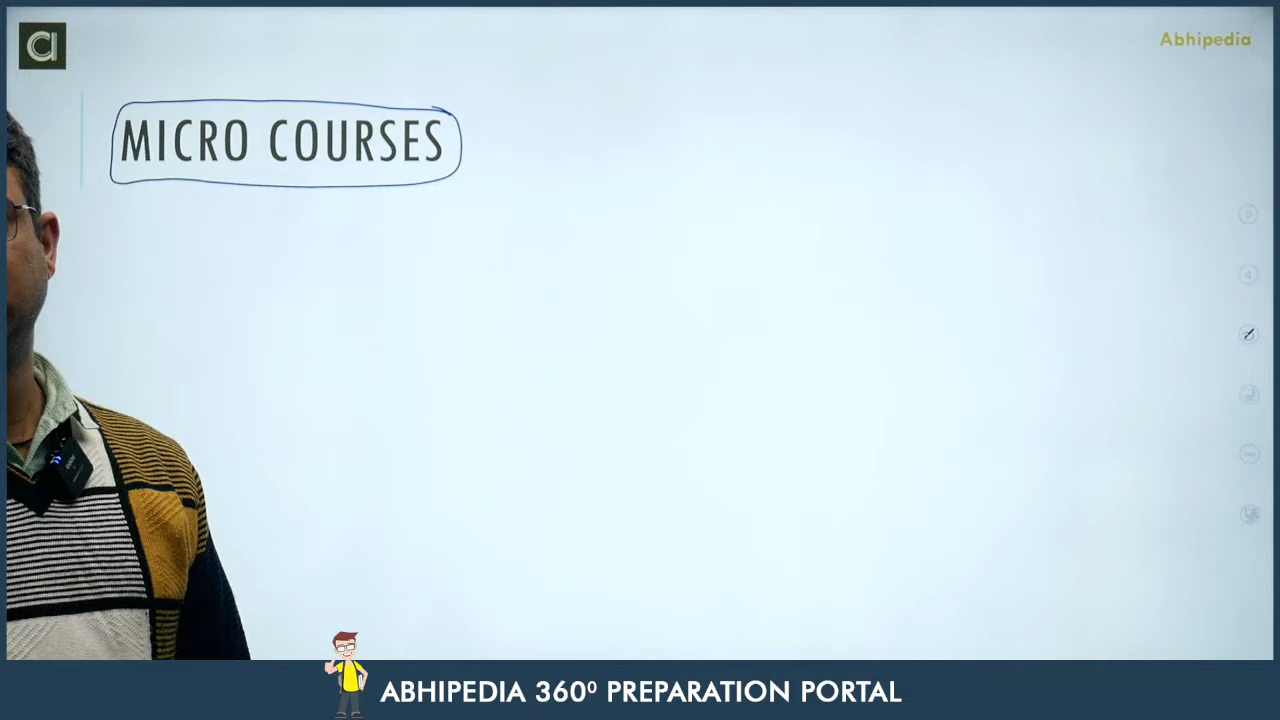 Abhipedia
MICRO COURSES
ABHIPEDIA 360⁰ PREPARATION PORTAL